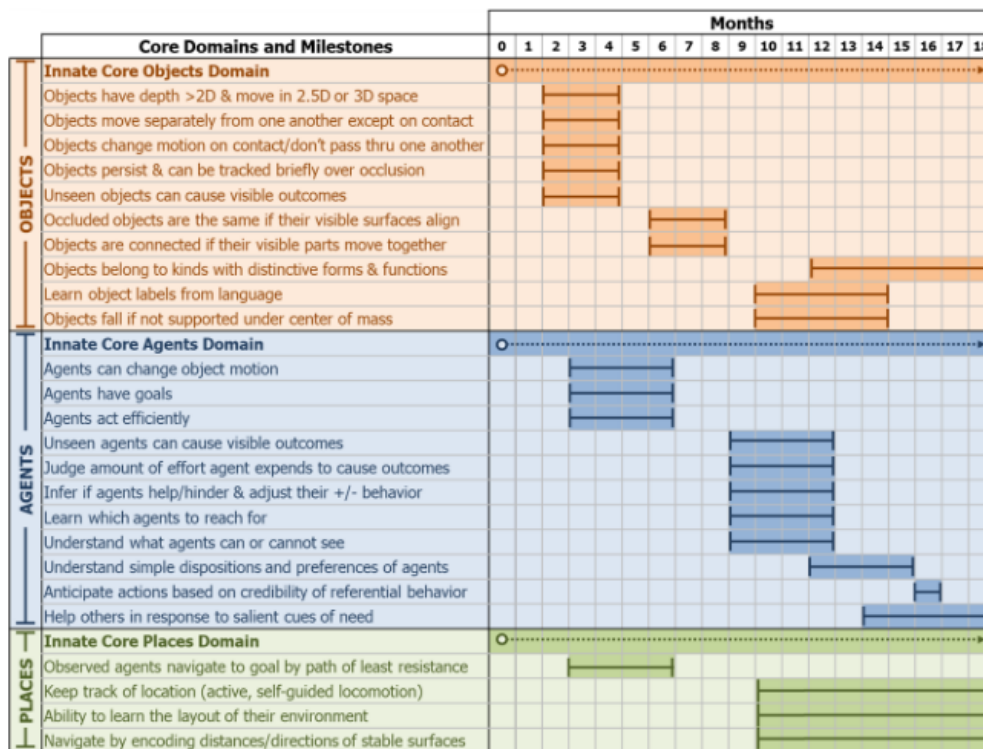 Months
Core Domains and Milestones 0 1 2 3 4 5 6 7 8 9 10 11 12 13 14 15 16 17 18
OBJECTS
Innate Core Objects Domain
Objects have depth >2D & move in 2.5D or 3D space
Objects move separately from one another except on contact
Objects change motion on contact/don't pass thru one another
Objects persist & can be tracked briefly over occlusion
Unseen objects can cause visible outcomes
Occluded objects are the same if their visible surfaces align
Objects are connected if their visible parts move together
Objects belong to kinds with distinctive forms & functions
Learn object labels from language
Objects fall if not supported under center of mass
AGENTS
Innate Core Agents Domain
Agents can change object motion
Agents have goals
Agents act efficiently
Unseen agents can cause visible outcomes
Judge amount of effort agent expends to cause outcomes
Infer if agents help/hinder & adjust their +/- behavior
Learn which agents to reach for
Understand what agents can or cannot see
Understand simple dispositions and preferences of agents
Anticipate actions based on credibility of referential behavior
Help others in response to salient cues of need
PLACES
Innate Core Places Domain
Observed agents navigate to goal by path of least resistance
Keep track of location (active, self-guided locomotion)
Ability to learn the layout of their environment
Navigate by encoding distances/directions of stable surfaces